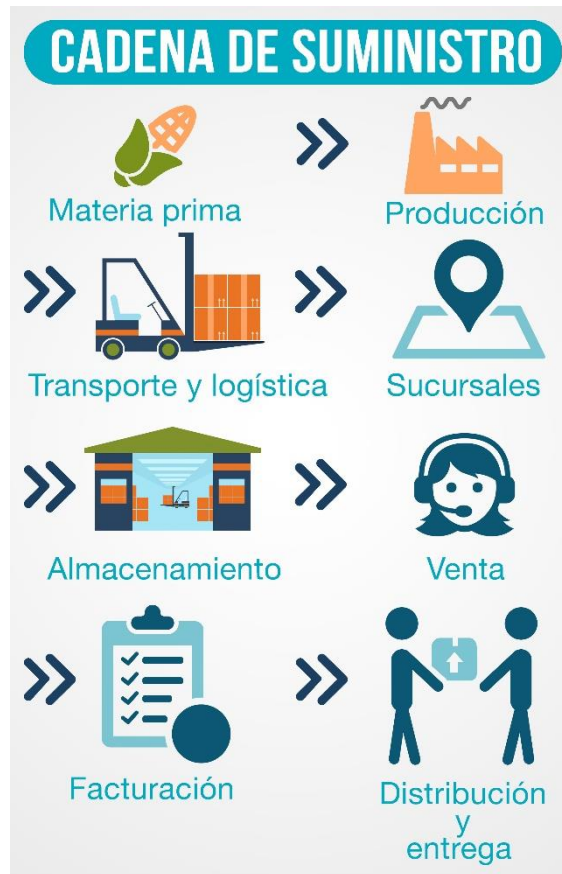 CADENA DE SUMINISTRO
Materia prima
Producción
Transporte y logística
Sucursales
Almacenamiento
Venta
Facturación
Distribución
y
entrega